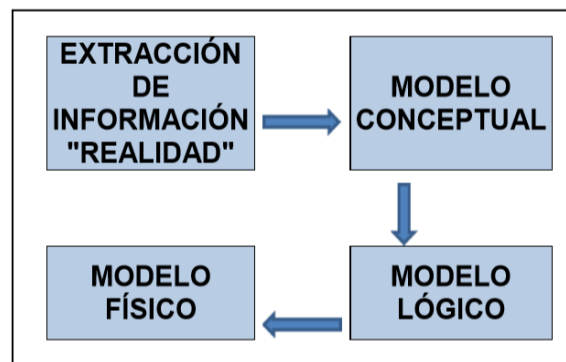 EXTRACCIÓN
DE
INFORMACIÓN
"REALIDAD"
MODELO
CONCEPTUAL
MODELO
LÓGICO
MODELO
FÍSICO